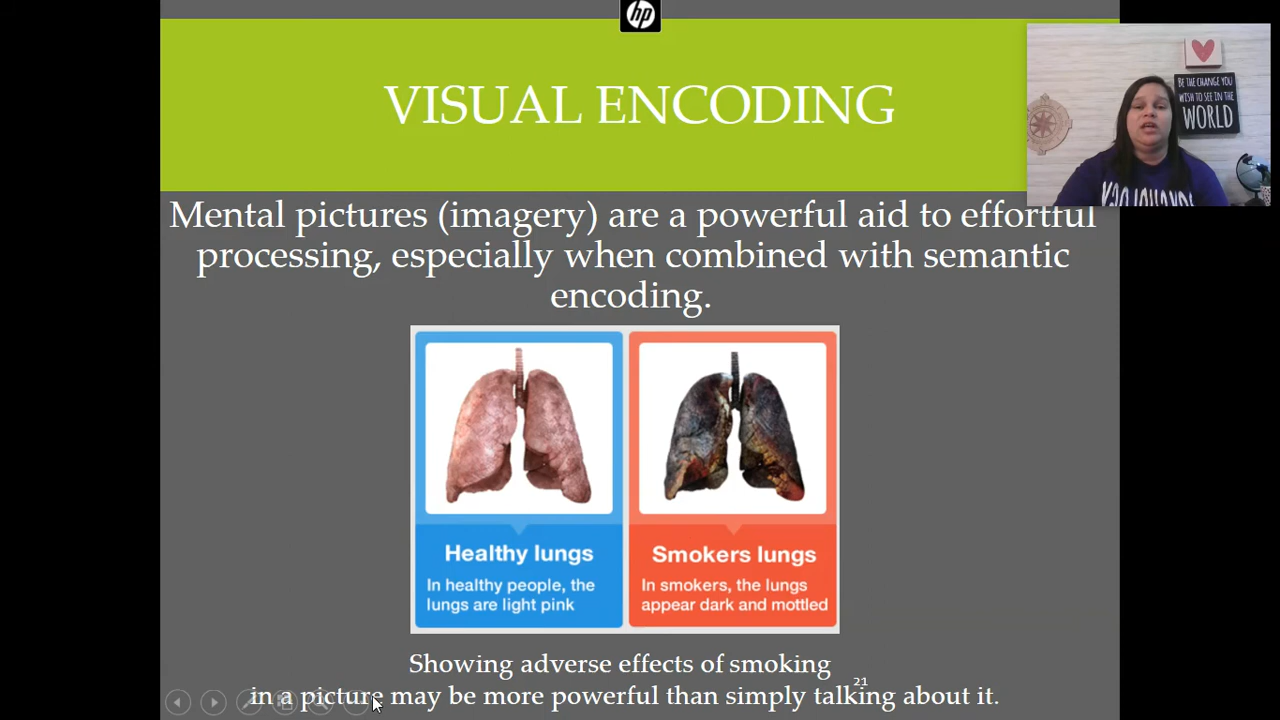 hp
VISUAL ENCODING
BE THE CHANGE YOU
WISH TO SEE IN THE
WORLD
Mental pictures (imagery) are a powerful aid to effortful
processing, especially when combined with semantic
encoding.
Healthy lungs
In healthy people, the
lungs are light pink
Smokers lungs
In smokers, the lungs
appear dark and mottled
Showing adverse effects of smoking
in a picture may be more powerful than simply talking about it.
21